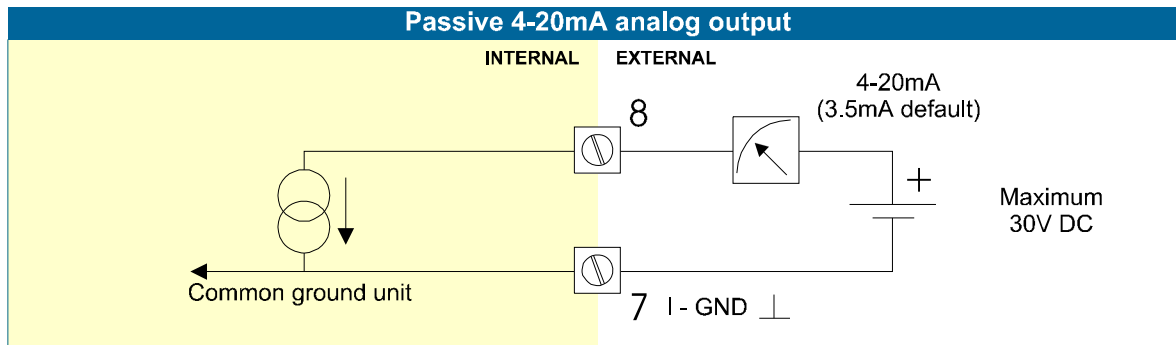 Passive 4-20mA analog output
INTERNAL EXTERNAL
8
4-20mA
(3.5mA default)
+
Maximum
30V DC
Common ground unit
7 I - GND ⊥